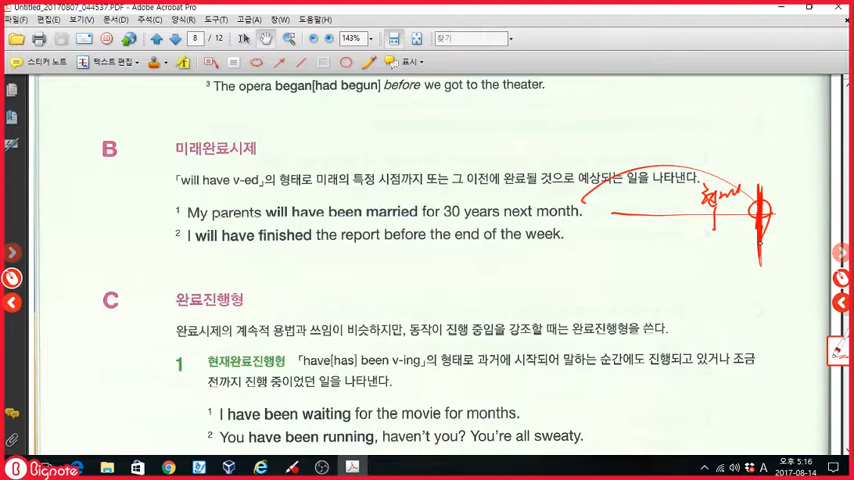 Untitled_20170807_044537.PDF - Adobe Acrobat Pro
파일(F) 편집(E) 보기(V) 문서(D) 주석(C) 양식(R) 도구(T) 고급(A) 창(W) 도움말(H)
8 / 12 143% 찾기
스티커 노트 텍스트 편집 표시
3 The opera began[had begun] before we got to the theater.
B 미래완료시제
「will have v-ed」의 형태로 미래의 특정 시점까지 또는 그 이전에 완료될 것으로 예상되는 일을 나타낸다.
1 My parents will have been married for 30 years next month.
2 I will have finished the report before the end of the week.
C 완료진행형
완료시제의 계속적 용법과 쓰임이 비슷하지만, 동작이 진행 중임을 강조할 때는 완료진행형을 쓴다.
1 현재완료진행형 「have[has] been v-ing」의 형태로 과거에 시작되어 말하는 순간에도 진행되고 있거나 조금
전까지 진행 중이었던 일을 나타낸다.
1 I have been waiting for the movie for months.
2 You have been running, haven't you? You're all sweaty.
Bignote
A 오후 5:16
2017-08-14